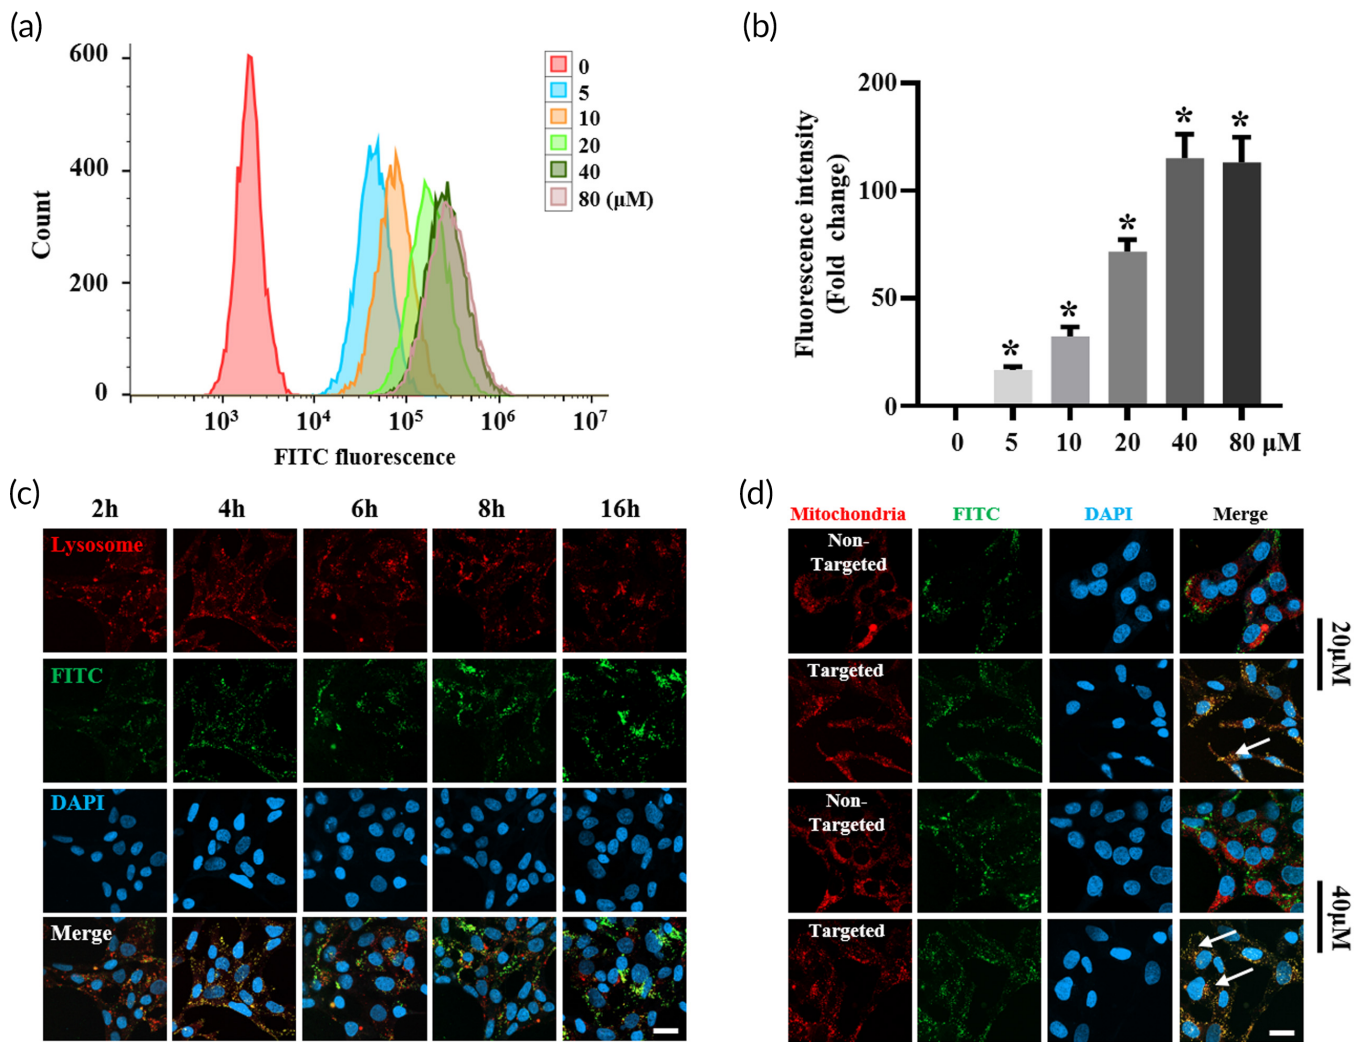 (a)
600
400
200
0
Count
10³ 10⁴ 10⁵ 10⁶ 10⁷
FITC fluorescence
0
5
10
20
40
80 (μM)
(b)
Fluorescence intensity
(Fold change)
200
100
50
0
* * * * *
0 5 10 20 40 80 μM
(c)
2h 4h 6h 8h 16h
Lysosome
FITC
DAPI
Merge
(d)
Mitochondria FITC DAPI Merge
Non-
Targeted
Targeted
20μM
Non-
Targeted
Targeted
40μM